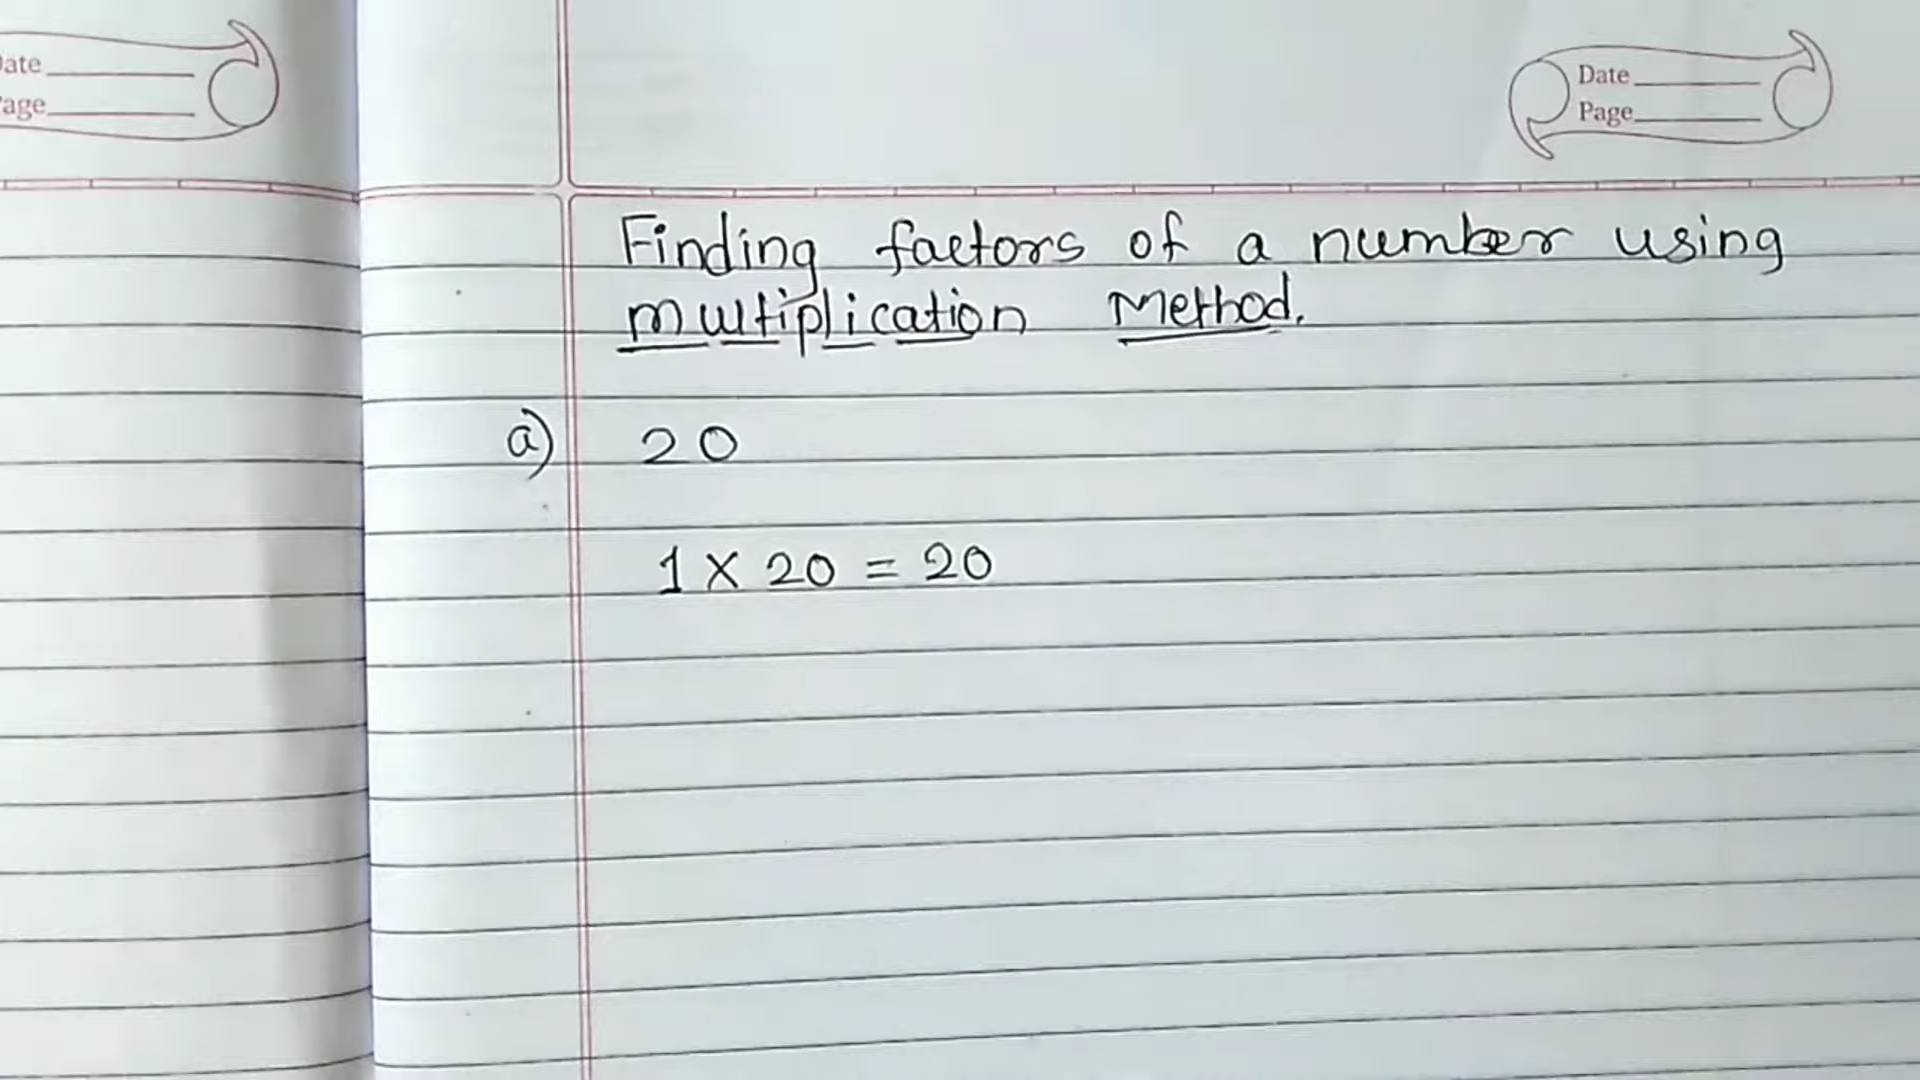 Date
Page
Date
Page
Finding factors of a number using
multiplication Method.
a) 20
1 X 20 = 20